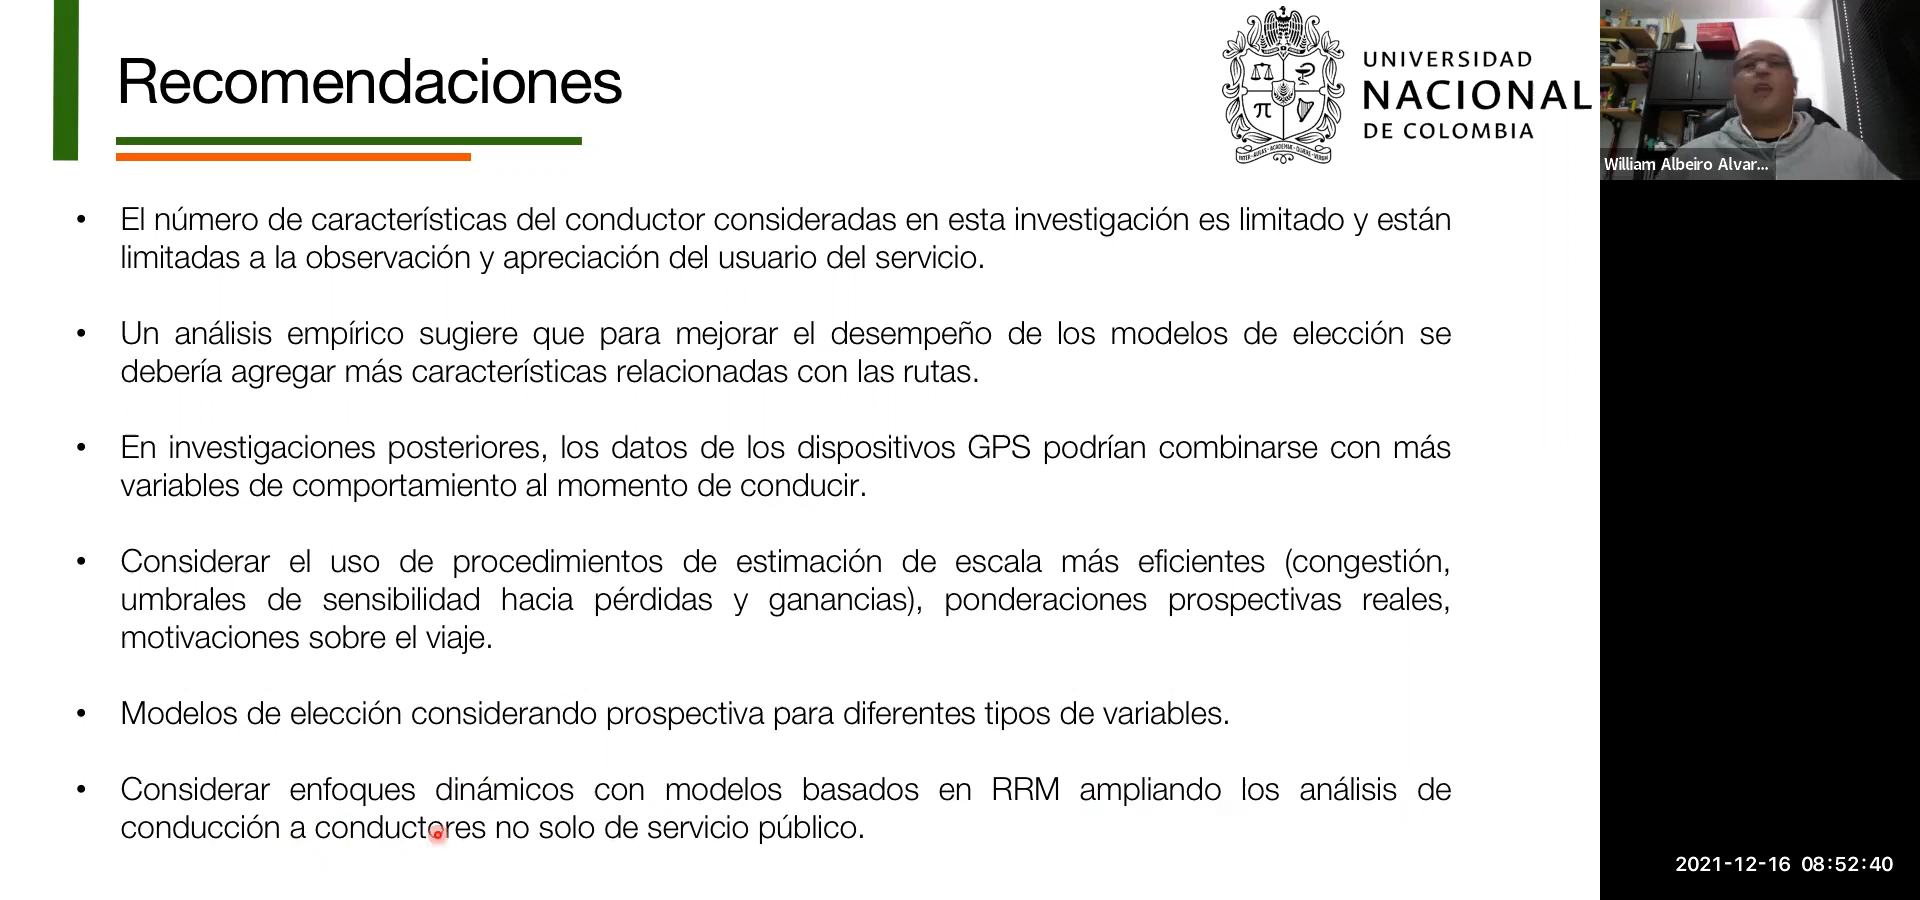 Recomendaciones
UNIVERSIDAD
NACIONAL
DE COLOMBIA
π
William Albeiro Alvar...
• El número de características del conductor consideradas en esta investigación es limitado y están
limitadas a la observación y apreciación del usuario del servicio.
• Un análisis empírico sugiere que para mejorar el desempeño de los modelos de elección se
debería agregar más características relacionadas con las rutas.
• En investigaciones posteriores, los datos de los dispositivos GPS podrían combinarse con más
variables de comportamiento al momento de conducir.
• Considerar el uso de procedimientos de estimación de escala más eficientes (congestión,
umbrales de sensibilidad hacia pérdidas y ganancias), ponderaciones prospectivas reales,
motivaciones sobre el viaje.
• Modelos de elección considerando prospectiva para diferentes tipos de variables.
• Considerar enfoques dinámicos con modelos basados en RRM ampliando los análisis de
conducción a conductores no solo de servicio público.
2021-12-16 08:52:40